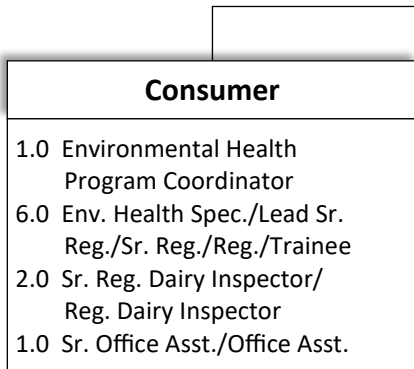 Consumer
1.0 Environmental Health
Program Coordinator
6.0 Env. Health Spec./Lead Sr.
Reg./Sr. Reg./Reg./Trainee
2.0 Sr. Reg. Dairy Inspector/
Reg. Dairy Inspector
1.0 Sr. Office Asst./Office Asst.